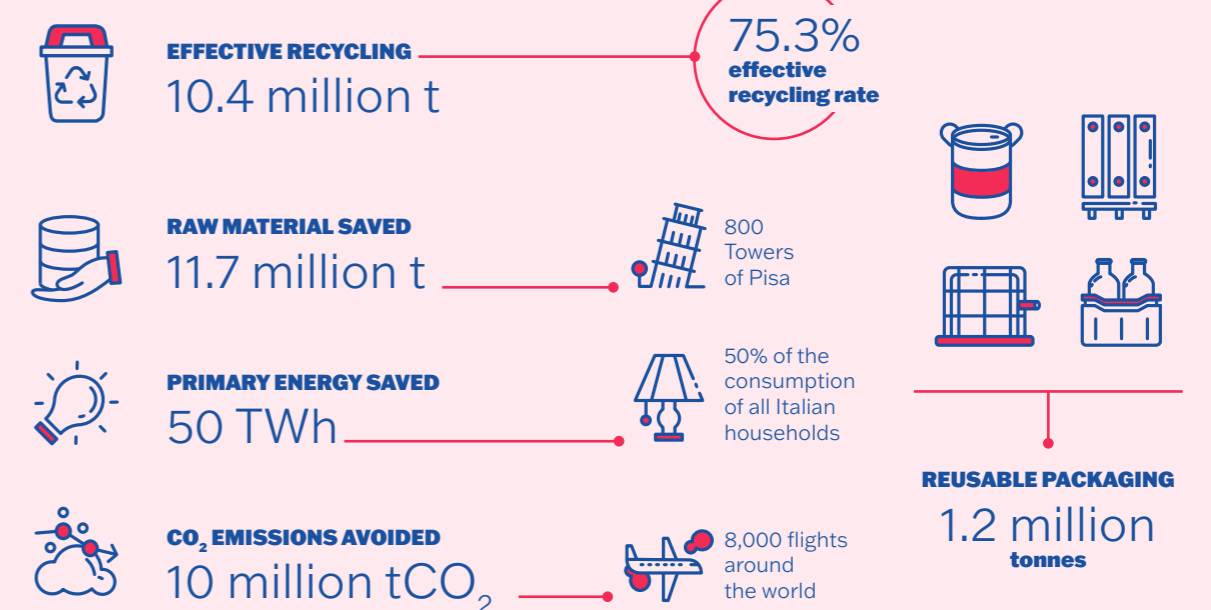 EFFECTIVE RECYCLING
10.4 million t
75.3%
effective
recycling rate
RAW MATERIAL SAVED
11.7 million t
800
Towers
of Pisa
PRIMARY ENERGY SAVED
50 TWh
50% of the
consumption
of all Italian
households
CO₂ EMISSIONS AVOIDED
10 million tCO₂
8,000 flights
around
the world
REUSABLE PACKAGING
1.2 million
tonnes